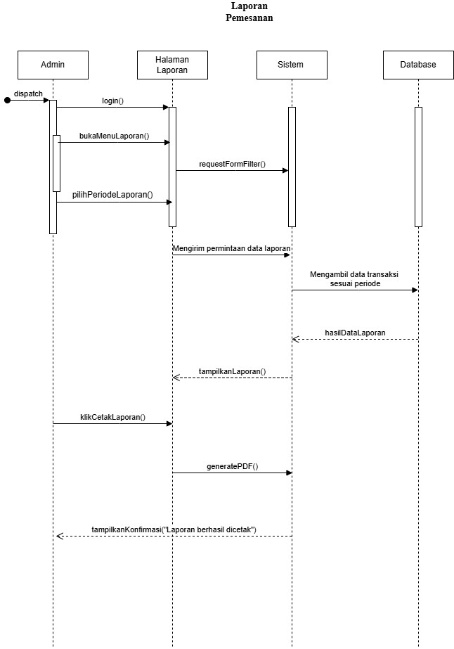 Laporan
Pemesanan
Admin
Halaman
Laporan
Sistem
Database
dispatch
login()
bukaMenuLaporan()
requestFormFilter()
pilihPeriodeLaporan()
Mengirim permintaan data laporan
Mengambil data transaksi
sesuai periode
hasilDataLaporan
tampilkanLaporan()
klikCetakLaporan()
generatePDF()
tampilkanKonfirmasi("Laporan berhasil dicetak")